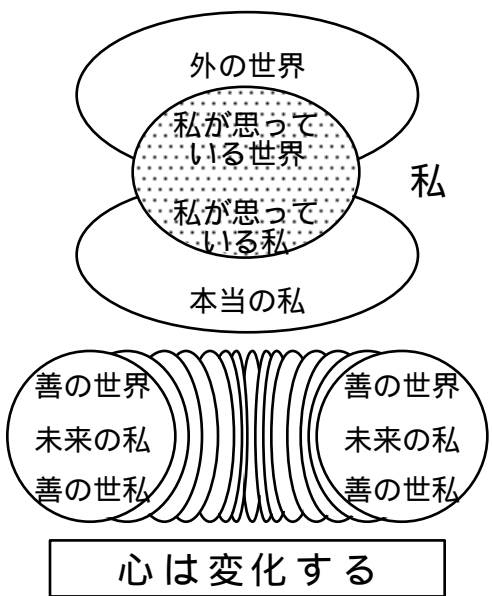 外の世界
私が思って
いる世界
私が思って
いる私
本当の私
私
善の世界
未来の私
善の世私
善の世界
未来の私
善の世私
心は変化する